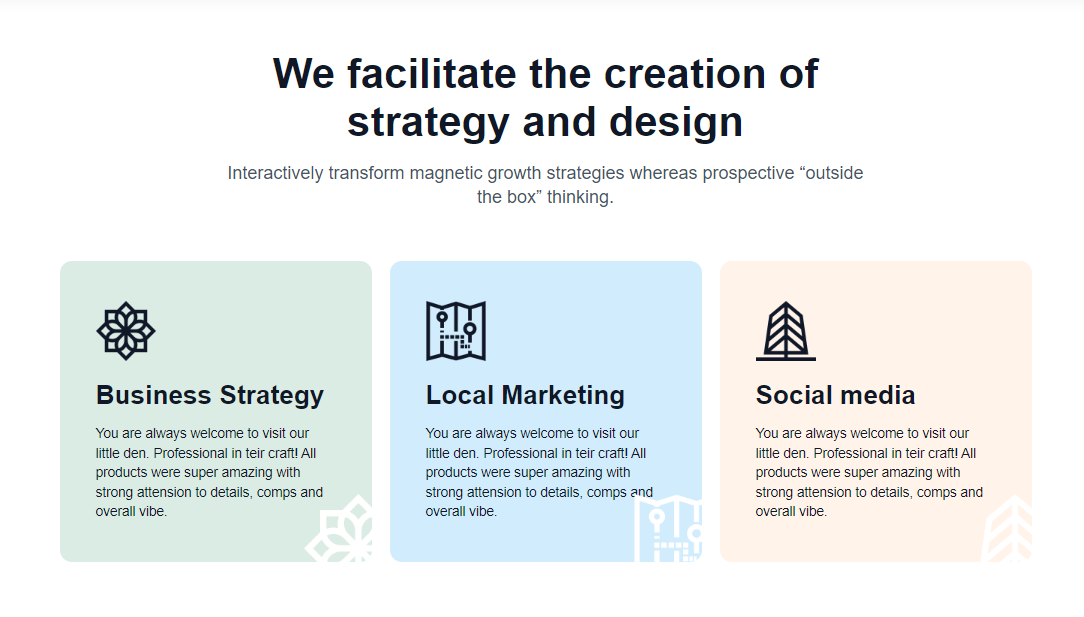 We facilitate the creation of
strategy and design
Interactively transform magnetic growth strategies whereas prospective “outside
the box” thinking.
Business Strategy
You are always welcome to visit our
little den. Professional in teir craft! All
products were super amazing with
strong attension to details, comps and
overall vibe.
Local Marketing
You are always welcome to visit our
little den. Professional in teir craft! All
products were super amazing with
strong attension to details, comps and
overall vibe.
Social media
You are always welcome to visit our
little den. Professional in teir craft! All
products were super amazing with
strong attension to details, comps and
overall vibe.